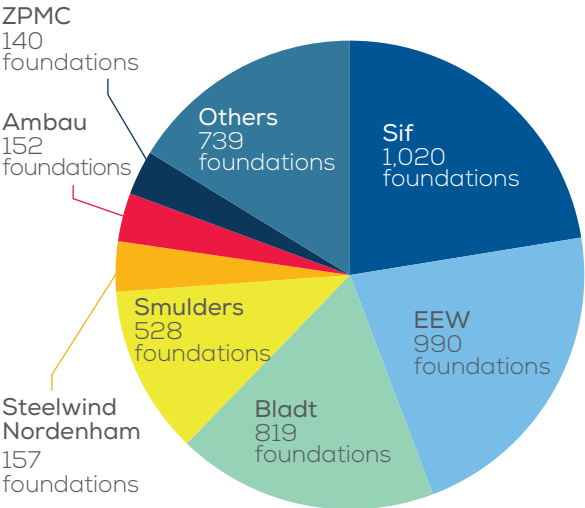 ZPMC
140
foundations
Ambau
152
foundations
Others
739
foundations
Sif
1,020
foundations
EEW
990
foundations
Smulders
528
foundations
Bladt
819
foundations
Steelwind
Nordenham
157
foundations